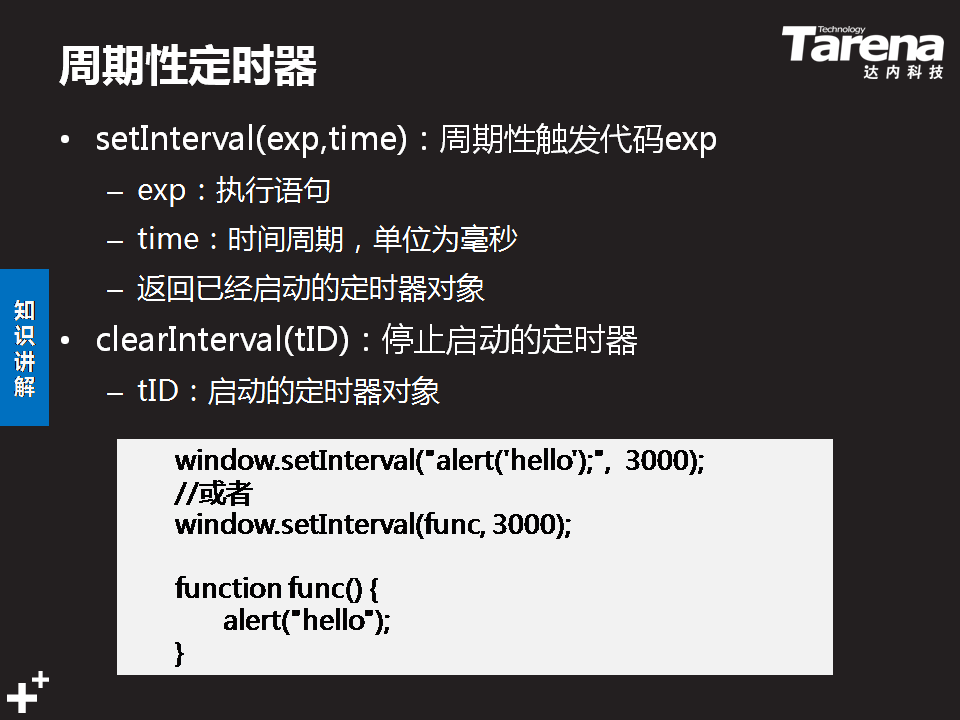 周期性定时器
Technology
Tarena
达内科技
• setInterval(exp,time)：周期性触发代码exp
– exp：执行语句
– time：时间周期，单位为毫秒
– 返回已经启动的定时器对象
• clearInterval(tID)：停止启动的定时器
– tID：启动的定时器对象
知识讲解
window.setInterval("alert('hello');", 3000);
//或者
window.setInterval(func, 3000);
function func() {
alert("hello");
}